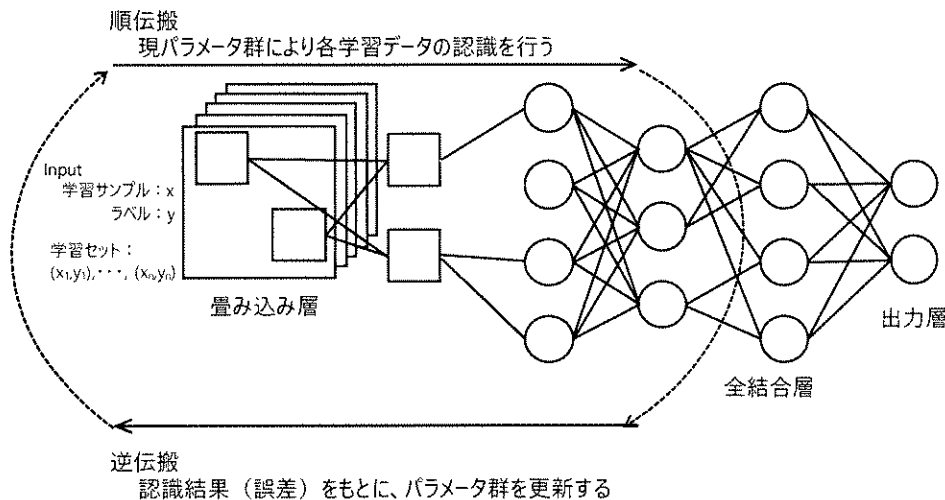 順伝搬
現パラメータ群により各学習データの認識を行う
Input
学習サンプル：x
ラベル：y
学習セット：
(x₁,y₁),･･･, (xₙ,yₙ)
畳み込み層
出力層
全結合層
逆伝搬
認識結果（誤差）をもとに、パラメータ群を更新する